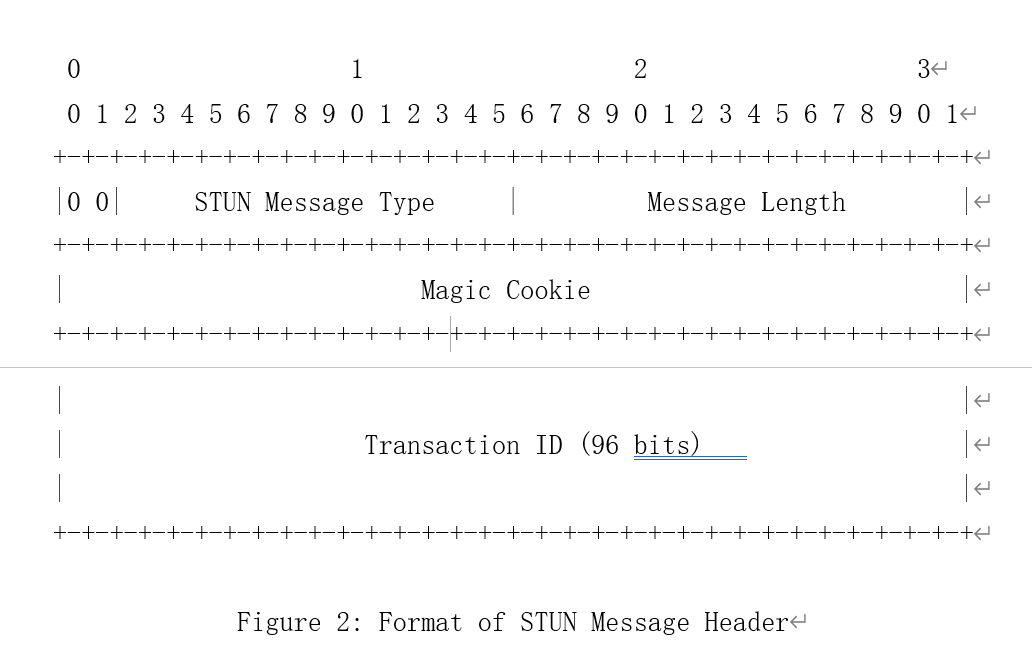 0                   1                   2                   3
 0 1 2 3 4 5 6 7 8 9 0 1 2 3 4 5 6 7 8 9 0 1 2 3 4 5 6 7 8 9 0 1
+-+-+-+-+-+-+-+-+-+-+-+-+-+-+-+-+-+-+-+-+-+-+-+-+-+-+-+-+-+-+-+-+
|0 0|     STUN Message Type     |         Message Length        |
+-+-+-+-+-+-+-+-+-+-+-+-+-+-+-+-+-+-+-+-+-+-+-+-+-+-+-+-+-+-+-+-+
|                         Magic Cookie                          |
+-+-+-+-+-+-+-+-+-+-+-+-+-+-+-+-+-+-+-+-+-+-+-+-+-+-+-+-+-+-+-+-+
|                                                               |
|                     Transaction ID (96 bits)                  |
|                                                               |
+-+-+-+-+-+-+-+-+-+-+-+-+-+-+-+-+-+-+-+-+-+-+-+-+-+-+-+-+-+-+-+-+
Figure 2: Format of STUN Message Header